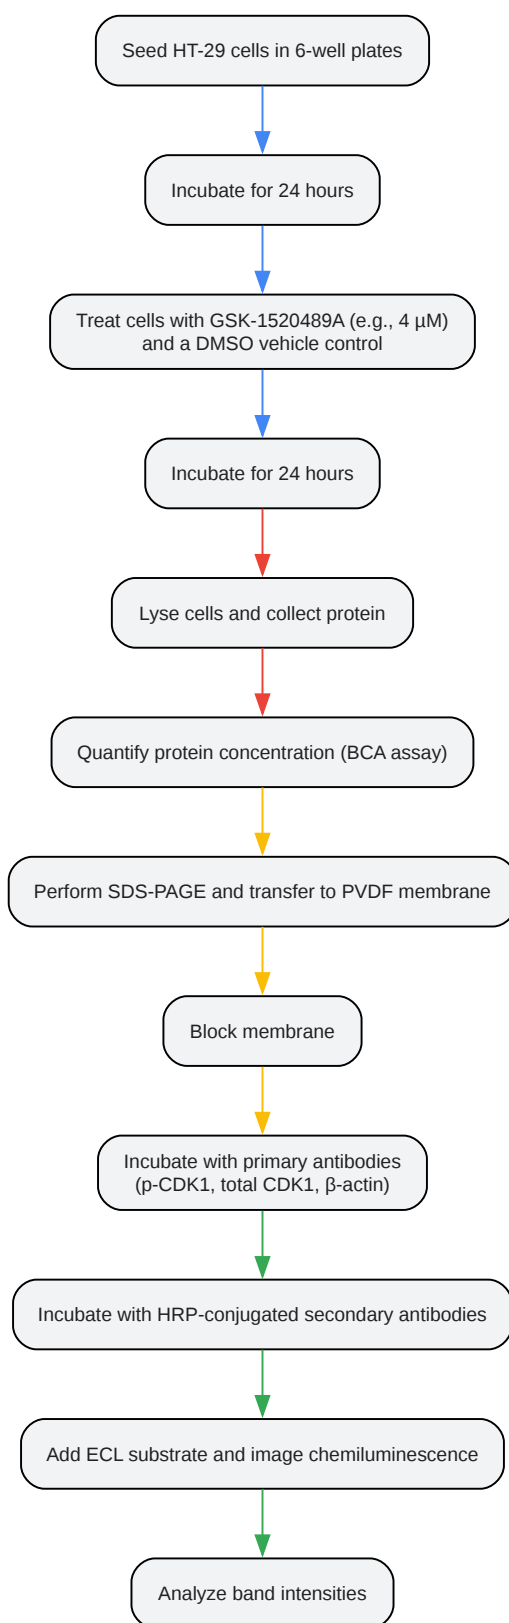 Seed HT-29 cells in 6-well plates
Incubate for 24 hours
Treat cells with GSK-1520489A (e.g., 4 µM)
and a DMSO vehicle control
Incubate for 24 hours
Lyse cells and collect protein
Quantify protein concentration (BCA assay)
Perform SDS-PAGE and transfer to PVDF membrane
Block membrane
Incubate with primary antibodies
(p-CDK1, total CDK1, β-actin)
Incubate with HRP-conjugated secondary antibodies
Add ECL substrate and image chemiluminescence
Analyze band intensities